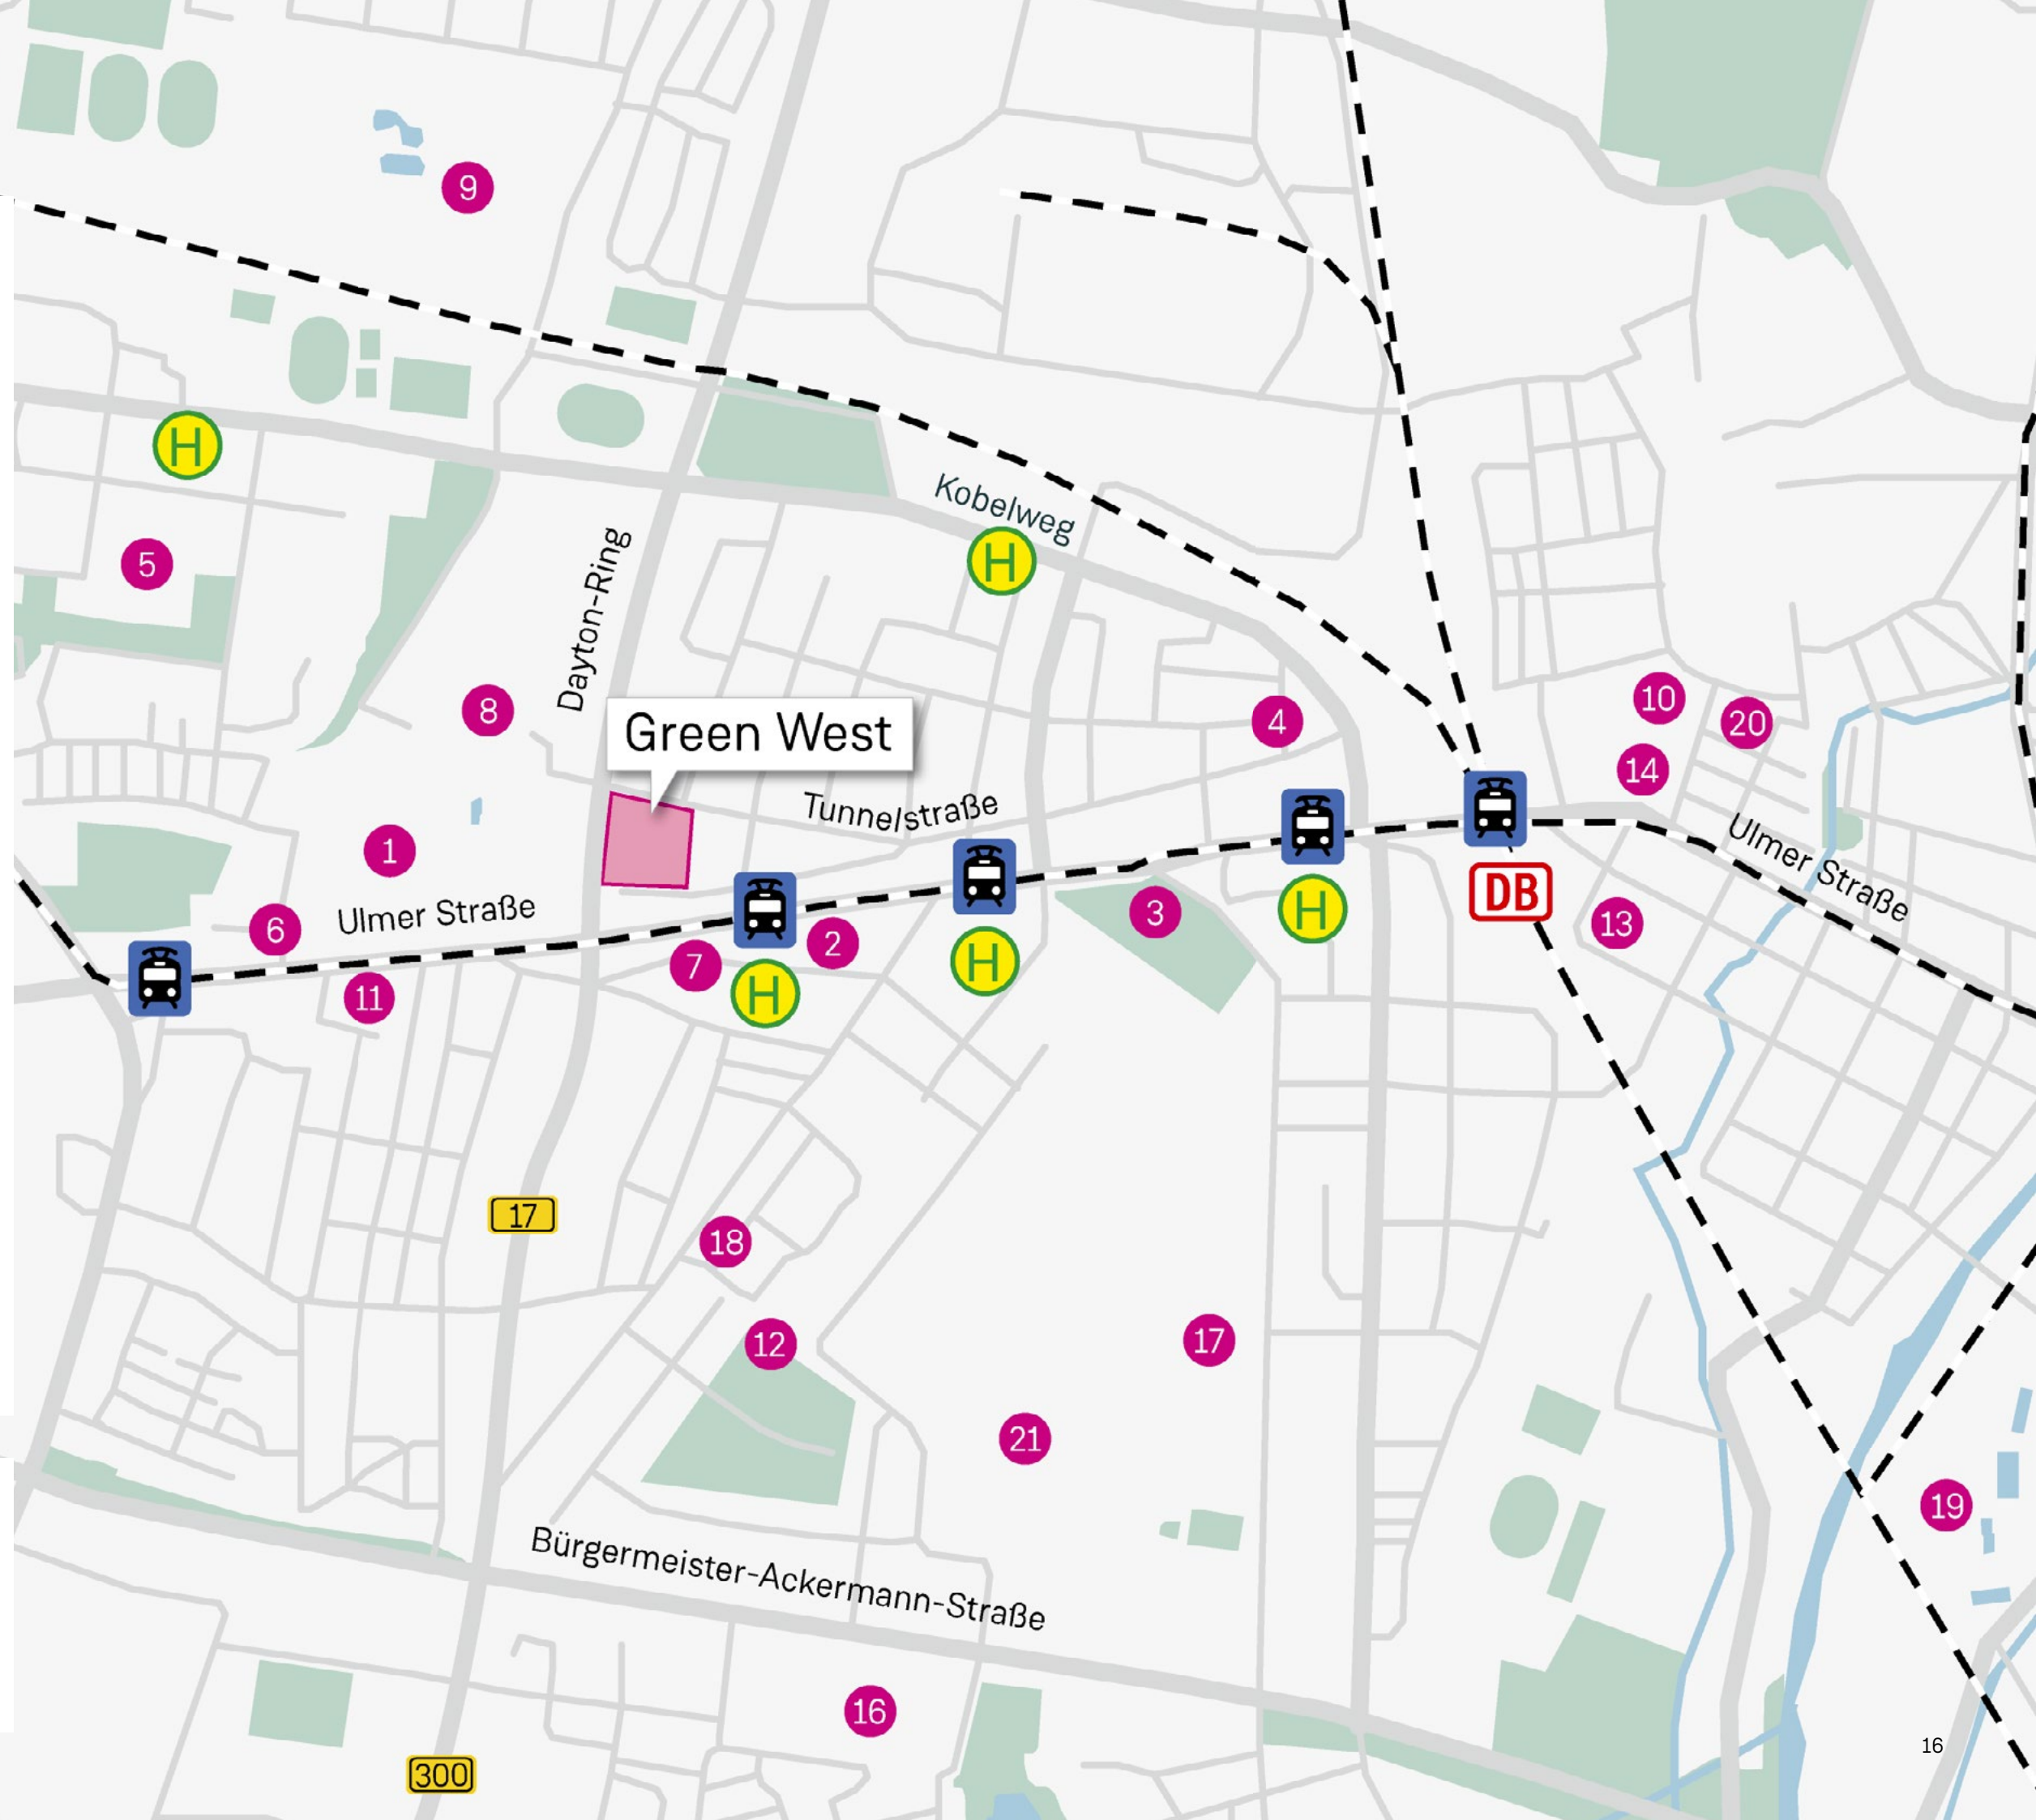 9
H
Kobelweg
H
5
Dayton-Ring
8
Green West
4
10
20
14
Tunnelstraße
1
Ulmer Straße
DB
Ulmer Straße
6
7
2
3
H
13
11
H
H
17
18
12
17
21
19
Bürgermeister-Ackermann-Straße
16
16
300